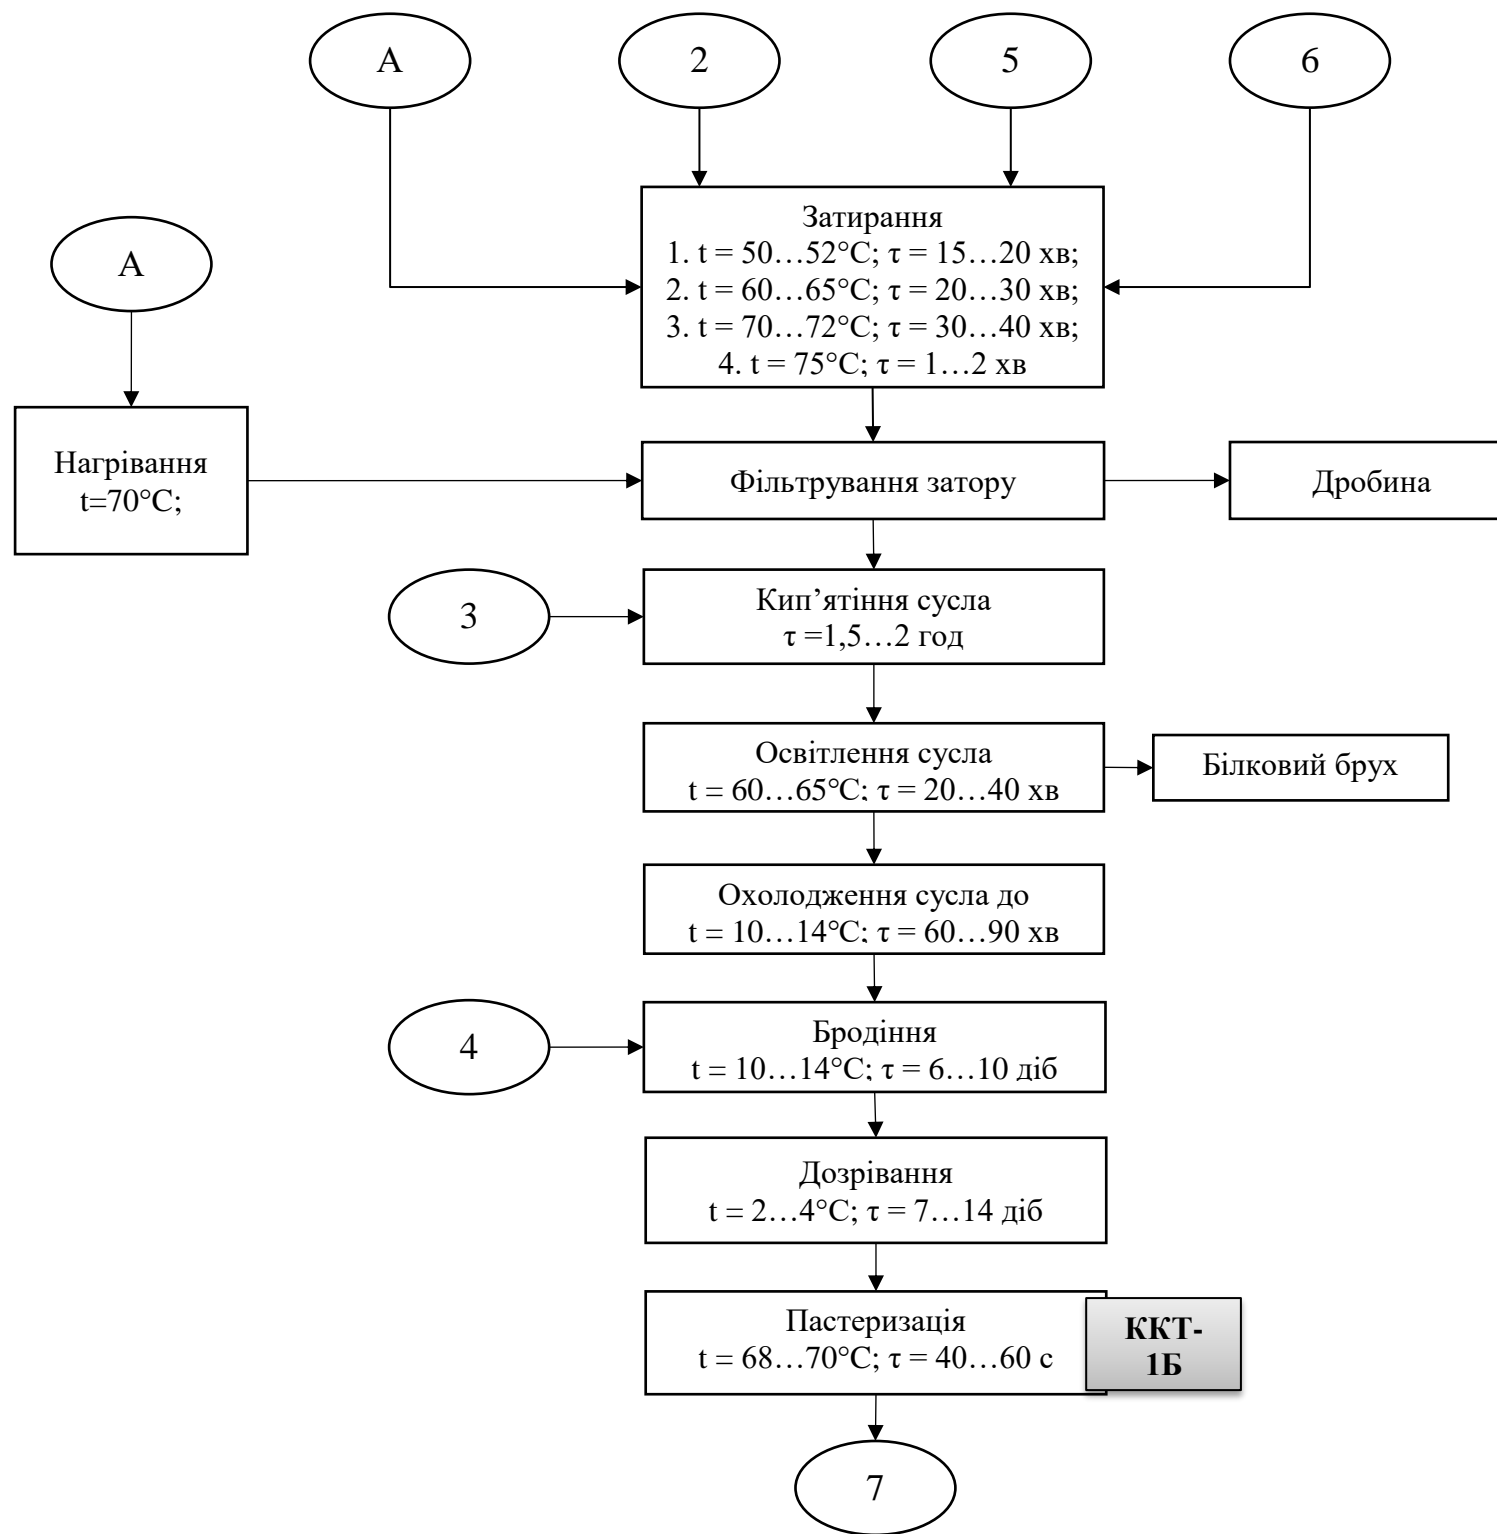 А
2
5
6
А
Затирання
1. t = 50…52°C; τ = 15…20 хв;
2. t = 60…65°C; τ = 20…30 хв;
3. t = 70…72°C; τ = 30…40 хв;
4. t = 75°C; τ = 1…2 хв
Нагрівання
t=70°C;
Фільтрування затору
Дробина
3
Кип’ятіння сусла
τ =1,5…2 год
Освітлення сусла
t = 60…65°C; τ = 20…40 хв
Білковий брух
Охолодження сусла до
t = 10…14°C; τ = 60…90 хв
4
Бродіння
t = 10…14°C; τ = 6…10 діб
Дозрівання
t = 2…4°C; τ = 7…14 діб
Пастеризація
t = 68…70°C; τ = 40…60 с
ККТ-
1Б
7